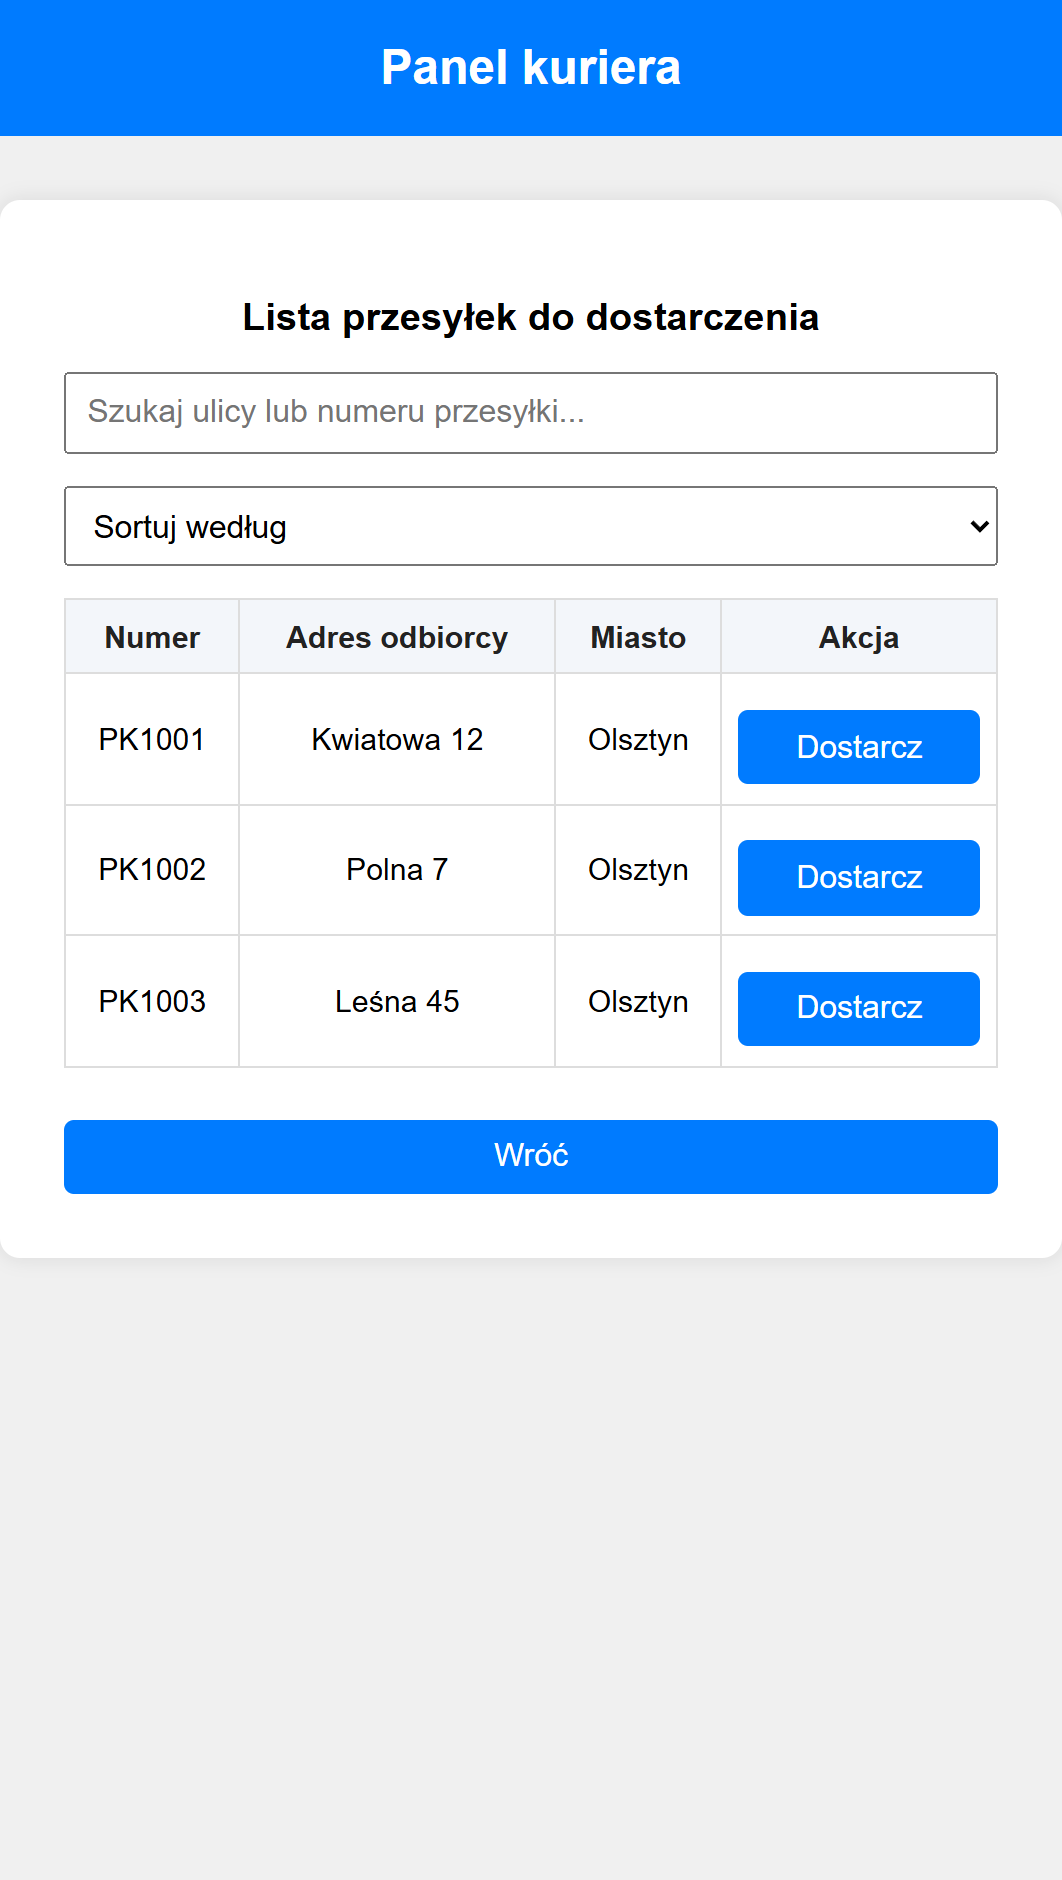 Panel kuriera
Lista przesyłek do dostarczenia
Szukaj ulicy lub numeru przesyłki...
Sortuj według
Numer Adres odbiorcy Miasto Akcja
PK1001 Kwiatowa 12 Olsztyn Dostarcz
PK1002 Polna 7 Olsztyn Dostarcz
PK1003 Leśna 45 Olsztyn Dostarcz
Wróć